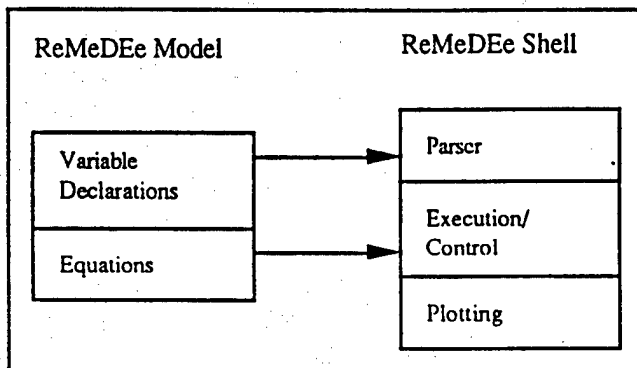 ReMeDEe Model
ReMeDEe Shell
Variable
Declarations
Equations
Parser
Execution/
Control
Plotting